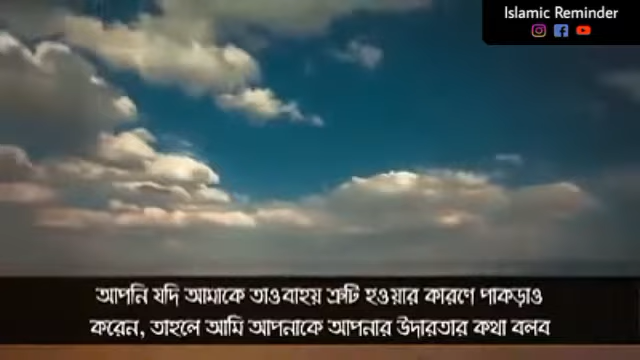 Islamic Reminder
আপনি যদি আমাকে তাওবাহয় ত্রুটি হওয়ার কারণে পাকড়াও
করেন, তাহলে আমি আপনাকে আপনার উদারতার কথা বলব